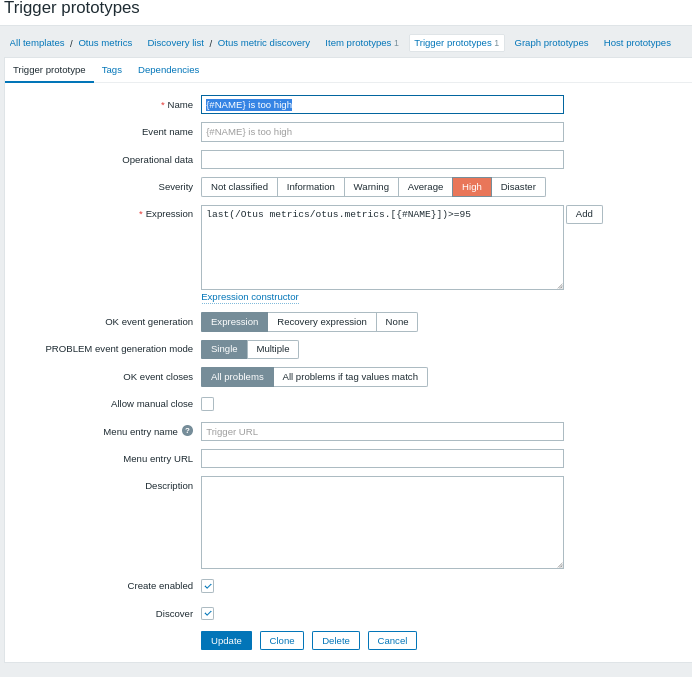 Trigger prototypes
All templates / Otus metrics Discovery list / Otus metric discovery Item prototypes 1 Trigger prototypes 1 Graph prototypes Host prototypes
Trigger prototype Tags Dependencies
* Name {#NAME} is too high
Event name {#NAME} is too high
Operational data
Severity Not classified Information Warning Average High Disaster
* Expression last(/Otus metrics/otus.metrics.[{#NAME}])>=95 Add
Expression constructor
OK event generation Expression Recovery expression None
PROBLEM event generation mode Single Multiple
OK event closes All problems All problems if tag values match
Allow manual close
Menu entry name ? Trigger URL
Menu entry URL
Description
Create enabled
Discover
Update Clone Delete Cancel